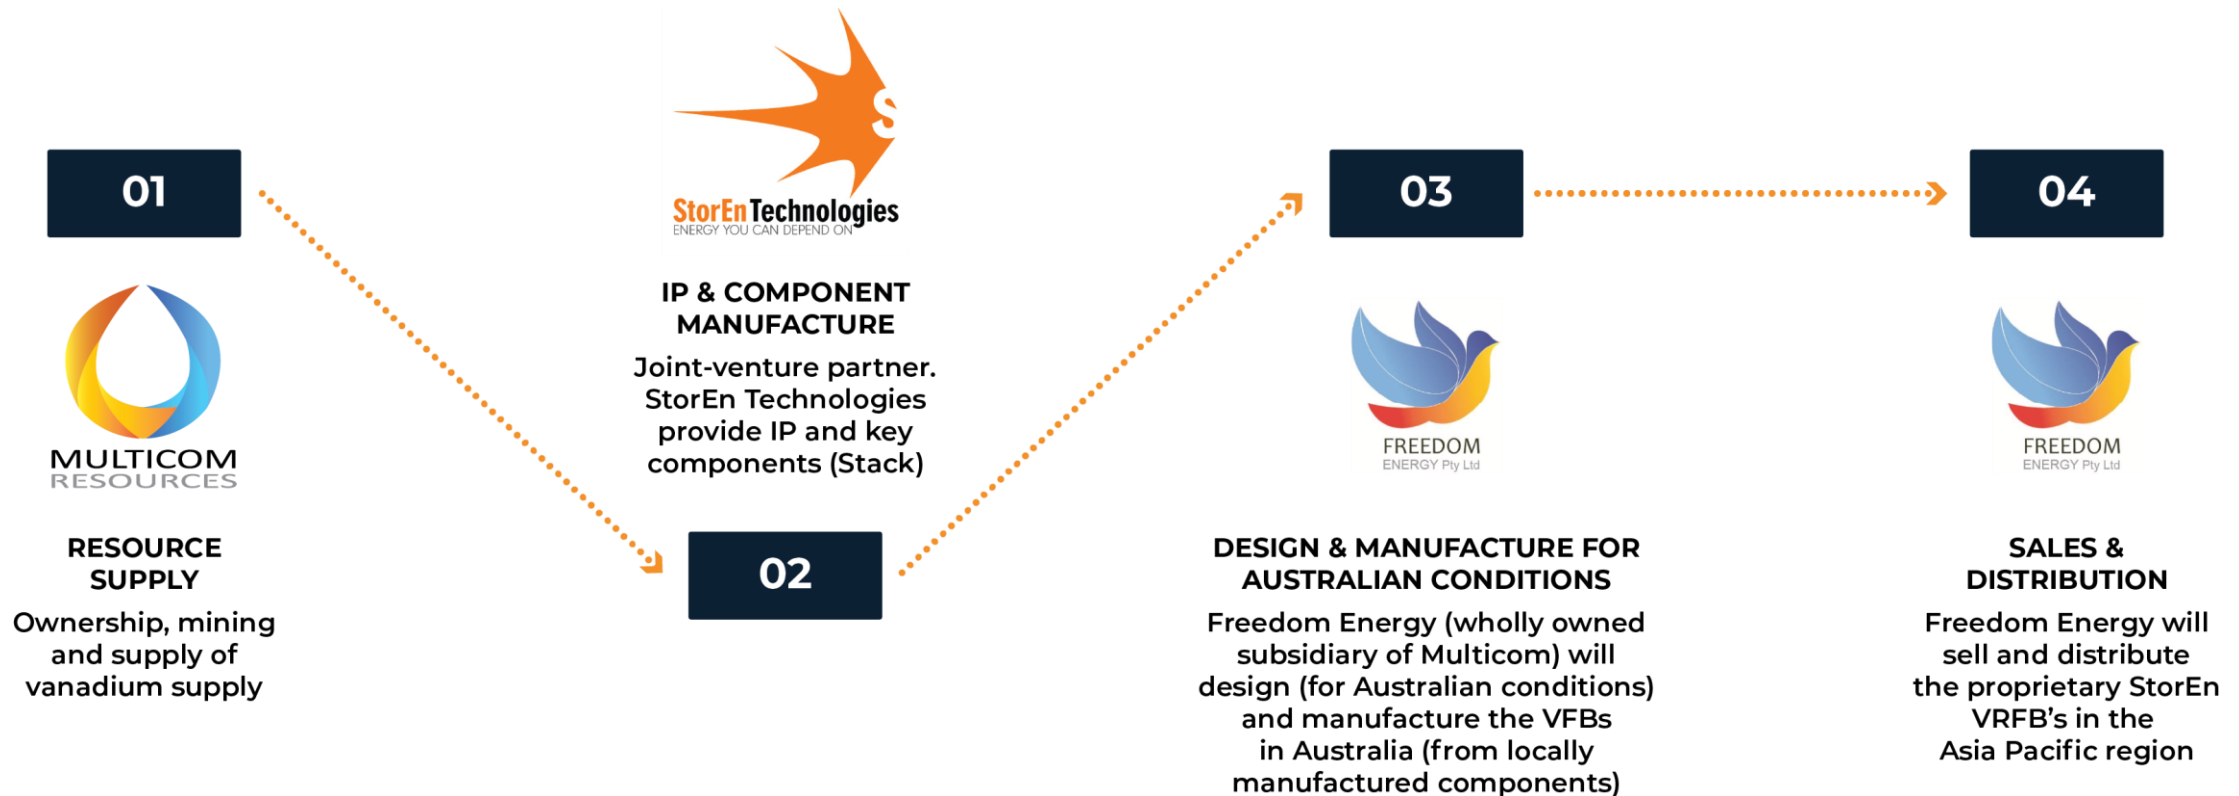 01
MULTICOM
RESOURCES
RESOURCE
SUPPLY
Ownership, mining
and supply of
vanadium supply
S
StorEn Technologies
ENERGY YOU CAN DEPEND ON
IP & COMPONENT
MANUFACTURE
Joint-venture partner.
StorEn Technologies
provide IP and key
components (Stack)
02
03
FREEDOM
ENERGY Pty Ltd
DESIGN & MANUFACTURE FOR
AUSTRALIAN CONDITIONS
Freedom Energy (wholly owned
subsidiary of Multicom) will
design (for Australian conditions)
and manufacture the VFBs
in Australia (from locally
manufactured components)
04
FREEDOM
ENERGY Pty Ltd
SALES &
DISTRIBUTION
Freedom Energy will
sell and distribute
the proprietary StorEn
VRFB's in the
Asia Pacific region